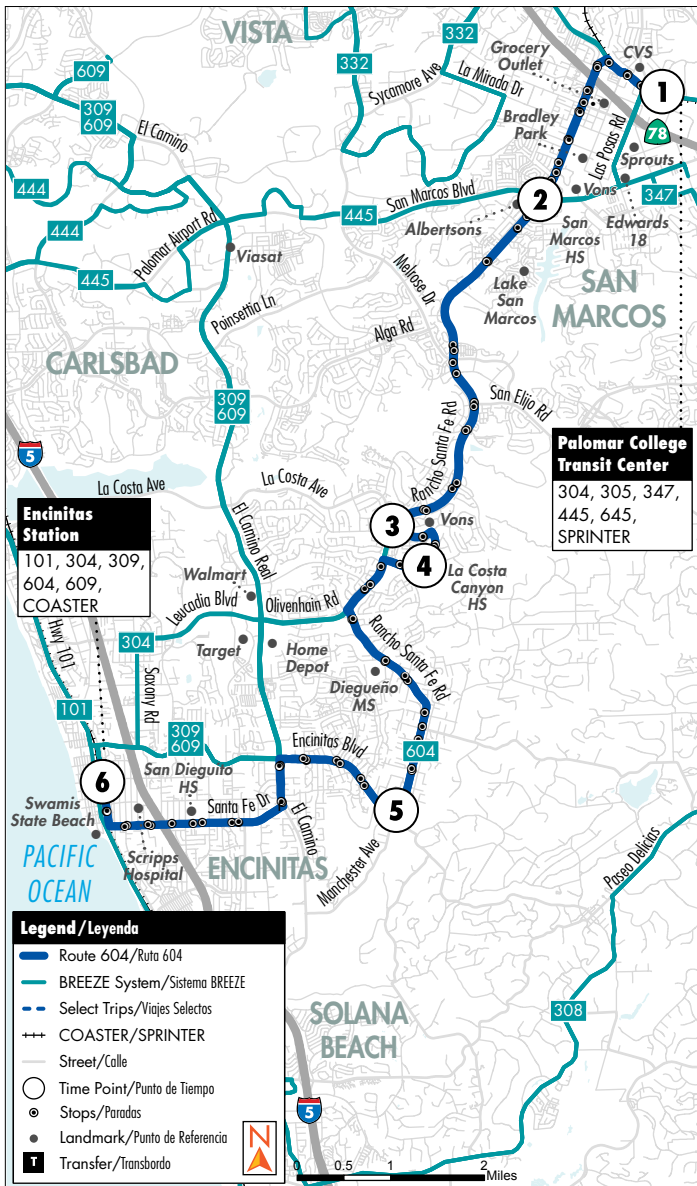 VISTA
332
332
Grocery
Outlet
CVS
609
Sycamore Ave
La Mirada Dr
1
309
609
El Camino
Bradley
Park
Las Posas Rd
78
Sprouts
444
San Marcos Blvd
2
Vons
347
445
Albertsons
San
Marcos
HS
Edwards
18
444
Palomar Airport Rd
Viasat
445
Melrose Dr
Lake
San
Marcos
SAN
MARCOS
Poinsettia Ln
Alga Rd
CARLSBAD
309
609
San Elijo Rd
5
Rancho Santa Fe Rd
Palomar College
Transit Center
304, 305, 347,
445, 645,
SPRINTER
La Costa Ave
La Costa Ave
Encinitas
Station
101, 304, 309,
604, 609,
COASTER
El Camino Real
3
Vons
4
La Costa
Canyon
HS
Walmart
Leucadia Blvd
Olivenhain Rd
Hwy 101
304
Saxony Rd
Target
Home
Depot
Rancho Santa Fe Rd
Diegueño
MS
101
309
609
Encinitas Blvd
604
San Dieguito
HS
6
Santa Fe Dr
5
El Camino
Swamis
State Beach
Scripps
Hospital
ENCINITAS
Manchester Ave
PACIFIC
OCEAN
Paseo Delicias
Legend/Leyenda
Route 604/Ruta 604
BREEZE System/Sistema BREEZE
Select Trips/Viajes Selectos
COASTER/SPRINTER
Street/Calle
Time Point/Punto de Tiempo
Stops/Paradas
Landmark/Punto de Referencia
T Transfer/Transbordo
N
SOLANA
BEACH
308
5
0 0.5 1 2
Miles